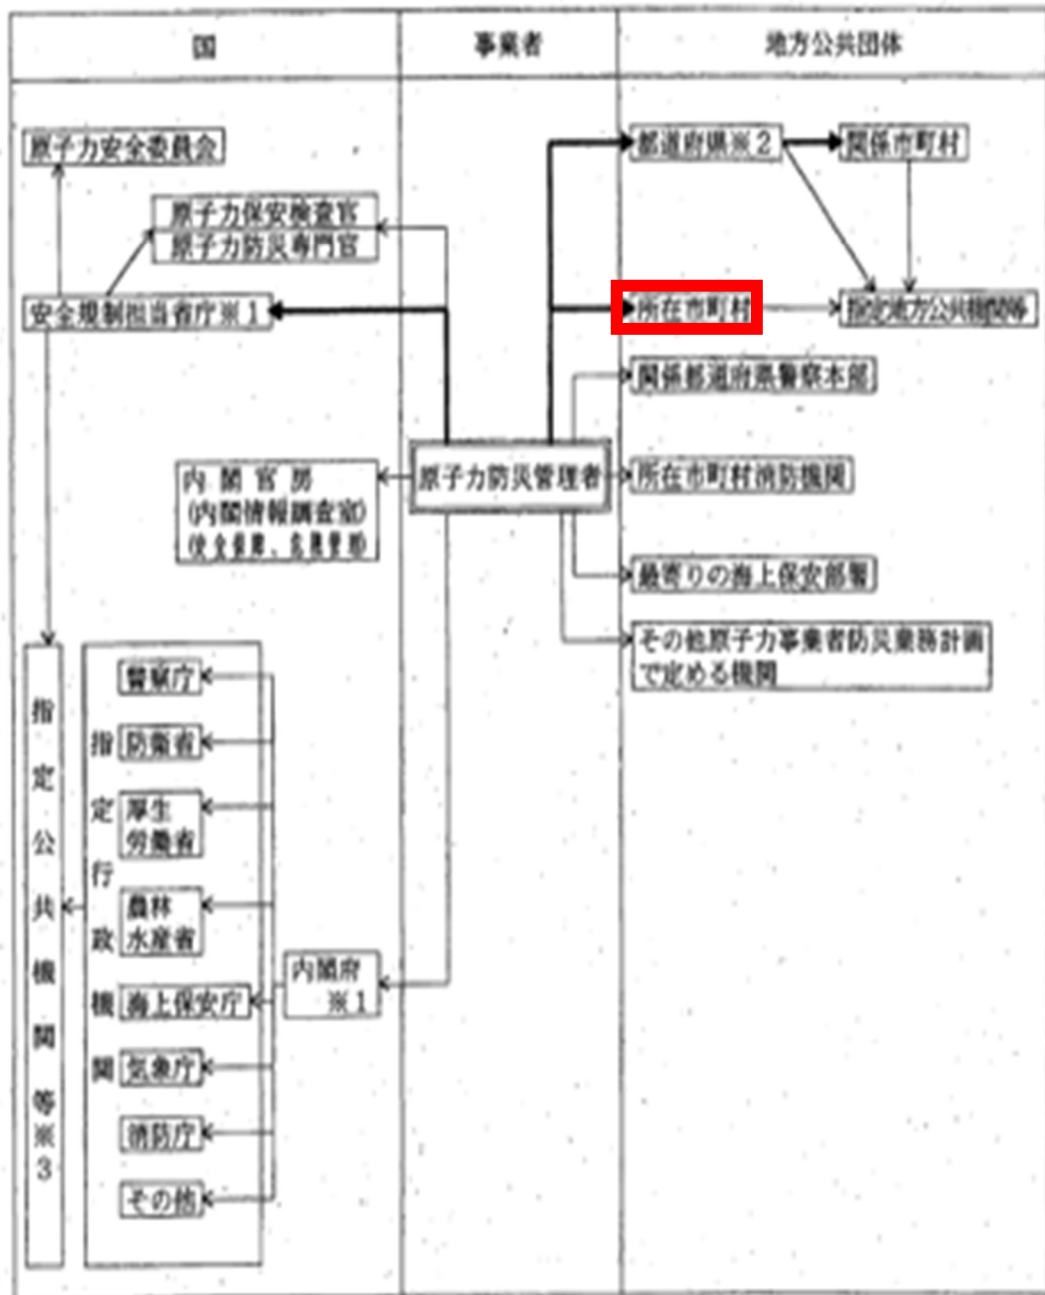 国
事業者
地方公共団体
原子力安全委員会
都道府県※2
関係市町村
原子力保安検査官
原子力防災専門官
安全規制担当省庁※1
所在市町村
指定地方公共機関等
関係都道府県警察本部
内閣官房
(内閣情報調査室)
(安全保障、危機管理)
原子力防災管理者
所在市町村消防機関
最寄りの海上保安部署
その他原子力事業者防災業務計画
で定める機関
指定公共機関等※3
指定行政機関
警察庁
防衛省
厚生
労働省
農林
水産省
海上保安庁
気象庁
消防庁
その他
内閣府
※1